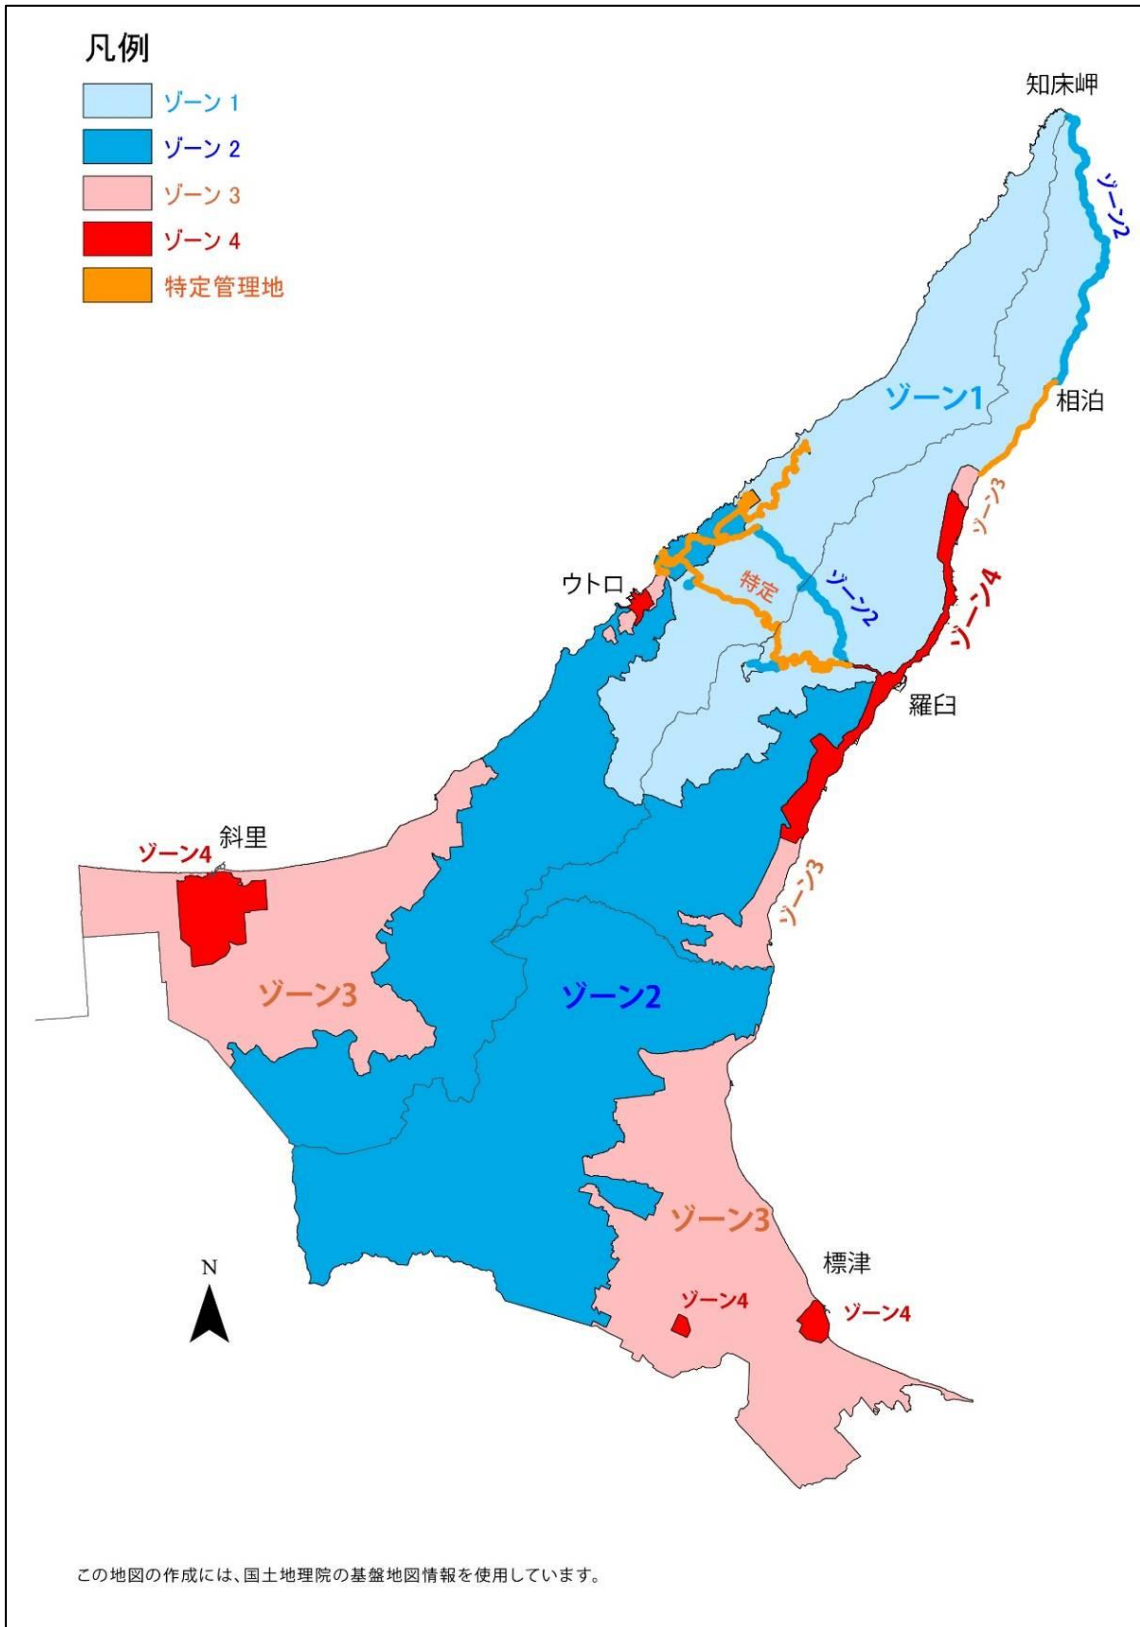 凡例
ゾーン 1
ゾーン 2
ゾーン 3
ゾーン 4
特定管理地
知床岬
ゾーン2
ゾーン1
相泊
ゾーン3
ウトロ
特定
ゾーン2
ゾーン4
羅臼
斜里
ゾーン4
ゾーン3
ゾーン3
ゾーン2
ゾーン3
標津
ゾーン4
ゾーン4
N
この地図の作成には、国土地理院の基盤地図情報を使用しています。